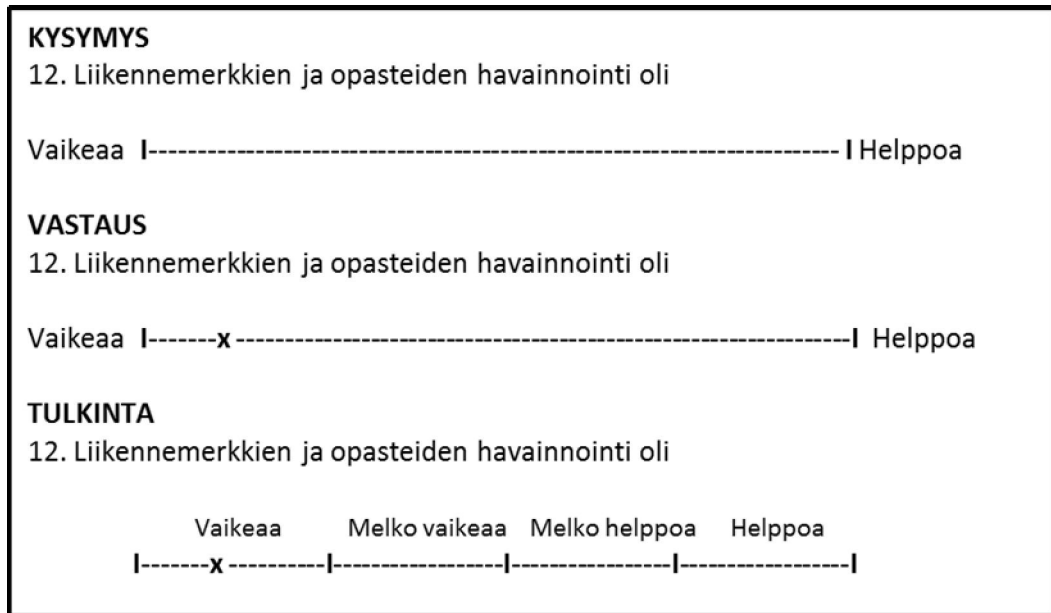 KYSYMYS
12. Liikennemerkkien ja opasteiden havainnointi oli
Vaikeaa I----------------------------------------------------------------------- I Helppoa
VASTAUS
12. Liikennemerkkien ja opasteiden havainnointi oli
Vaikeaa I-------x---------------------------------------------------------------I Helppoa
TULKINTA
12. Liikennemerkkien ja opasteiden havainnointi oli
Vaikeaa Melko vaikeaa Melko helppoa Helppoa
I-------x ----------I------------------I-----------------I------------------I